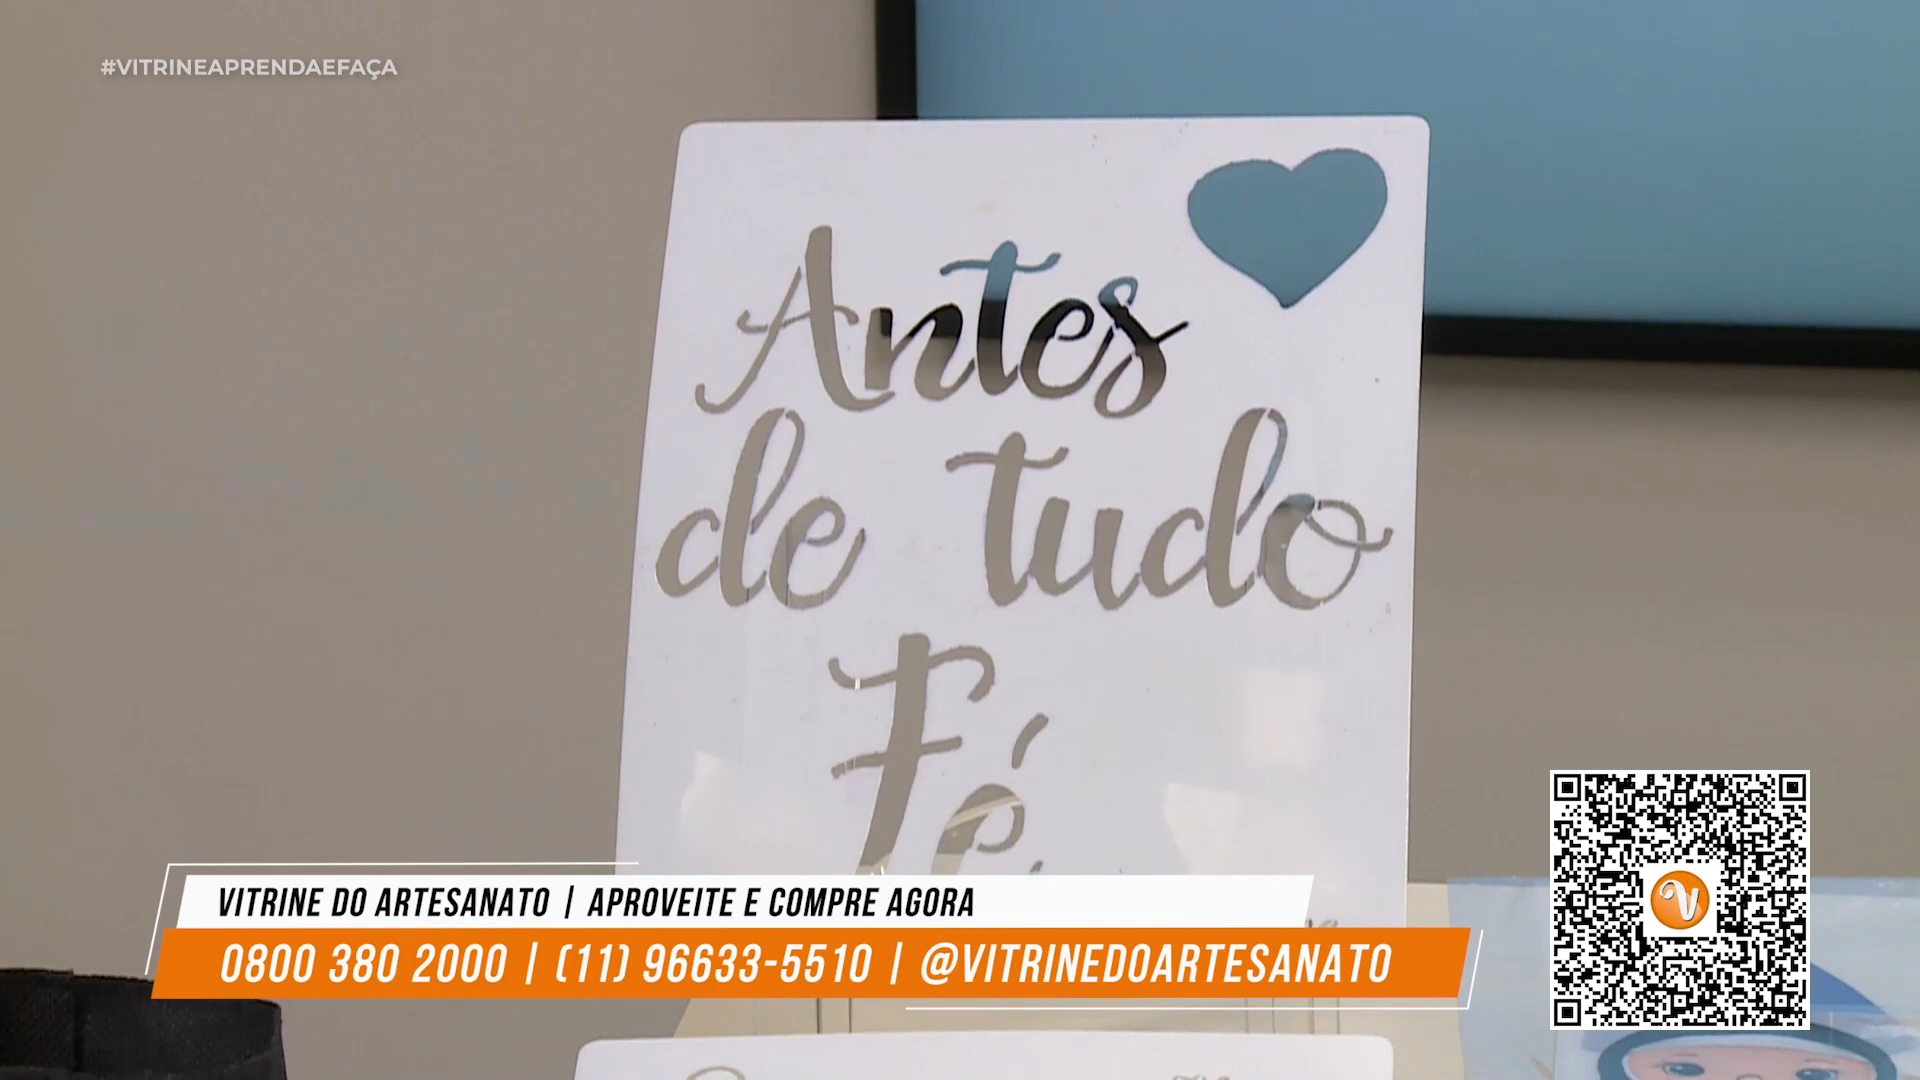 #VITRINEAPRENDAEFAÇA
Antes
de tudo
Fé
VITRINE DO ARTESANATO | APROVEITE E COMPRE AGORA
0800 380 2000 | (11) 96633-5510 | @VITRINEDOARTESANATO
V